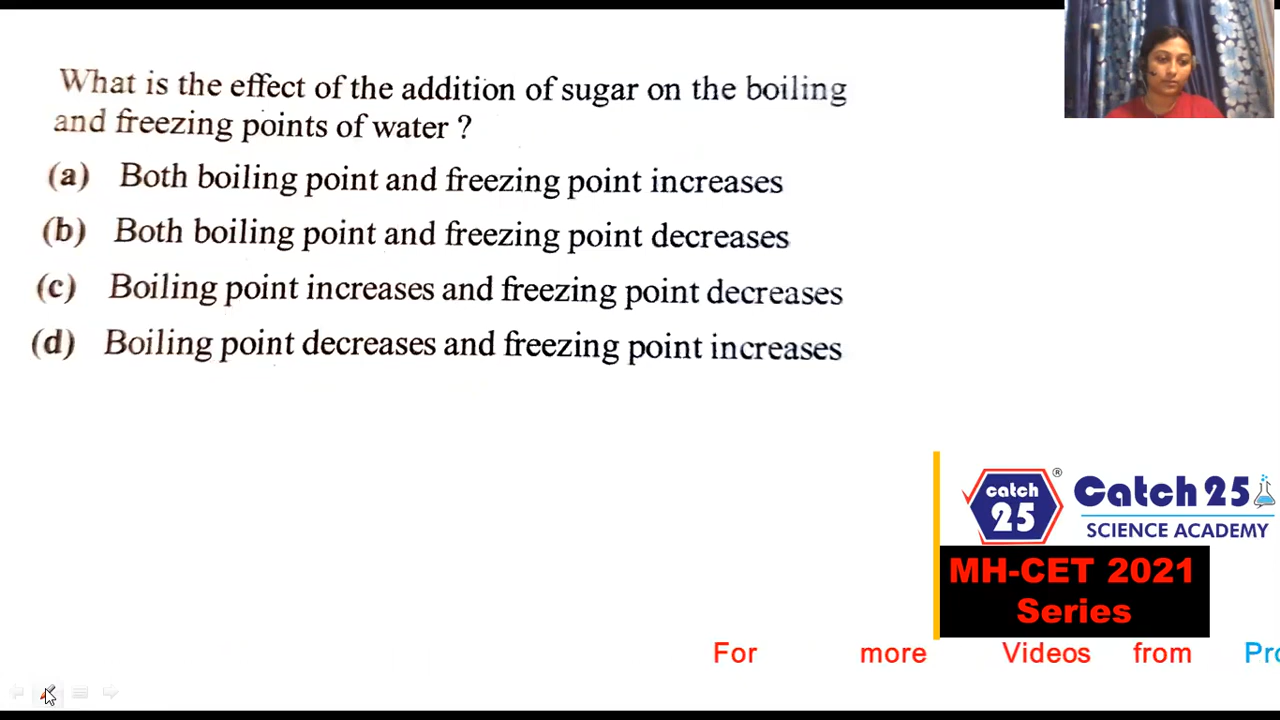 What is the effect of the addition of sugar on the boiling
and freezing points of water ?
(a) Both boiling point and freezing point increases
(b) Both boiling point and freezing point decreases
(c) Boiling point increases and freezing point decreases
(d) Boiling point decreases and freezing point increases
catch
25
®
Catch 25
SCIENCE ACADEMY
MH-CET 2021
Series
For more Videos from Pro